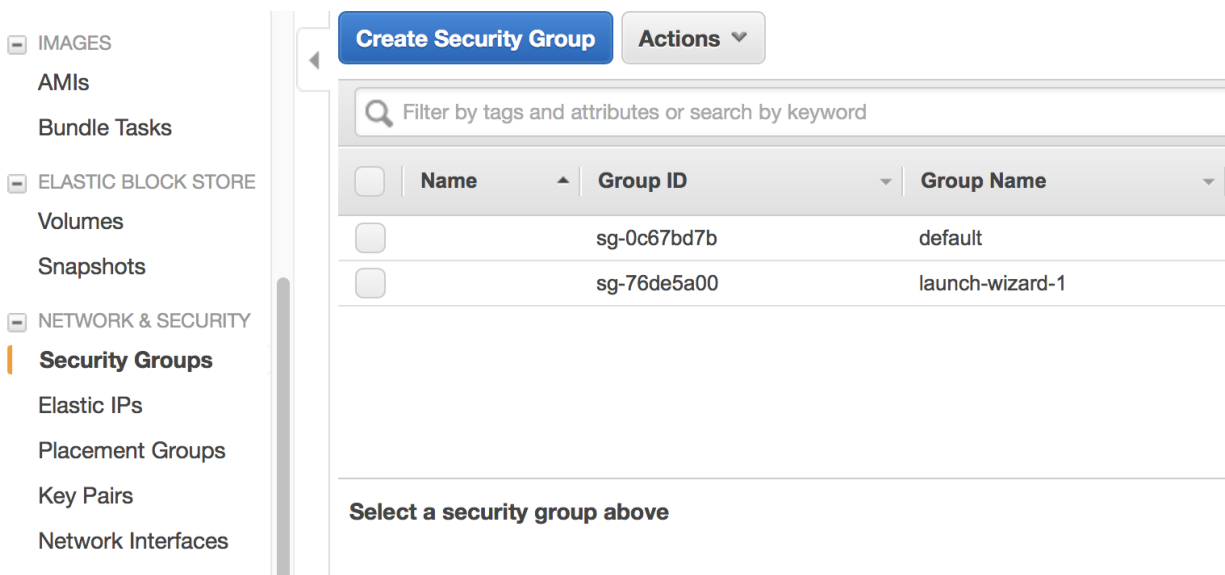 IMAGES
AMIs
Bundle Tasks
ELASTIC BLOCK STORE
Volumes
Snapshots
NETWORK & SECURITY
Security Groups
Elastic IPs
Placement Groups
Key Pairs
Network Interfaces
Create Security Group Actions
Filter by tags and attributes or search by keyword
Name Group ID Group Name
sg-0c67bd7b default
sg-76de5a00 launch-wizard-1
Select a security group above